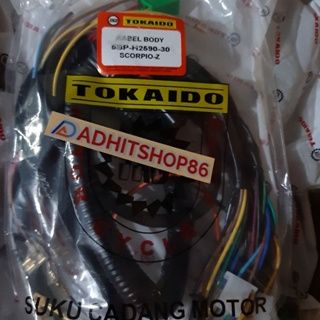 TOKAIDO
KABEL BODY
5BP-H2590-30
SCORPIO-Z
TOKAIDO
ADHITSHOP86
SUKU CADANG MOTOR